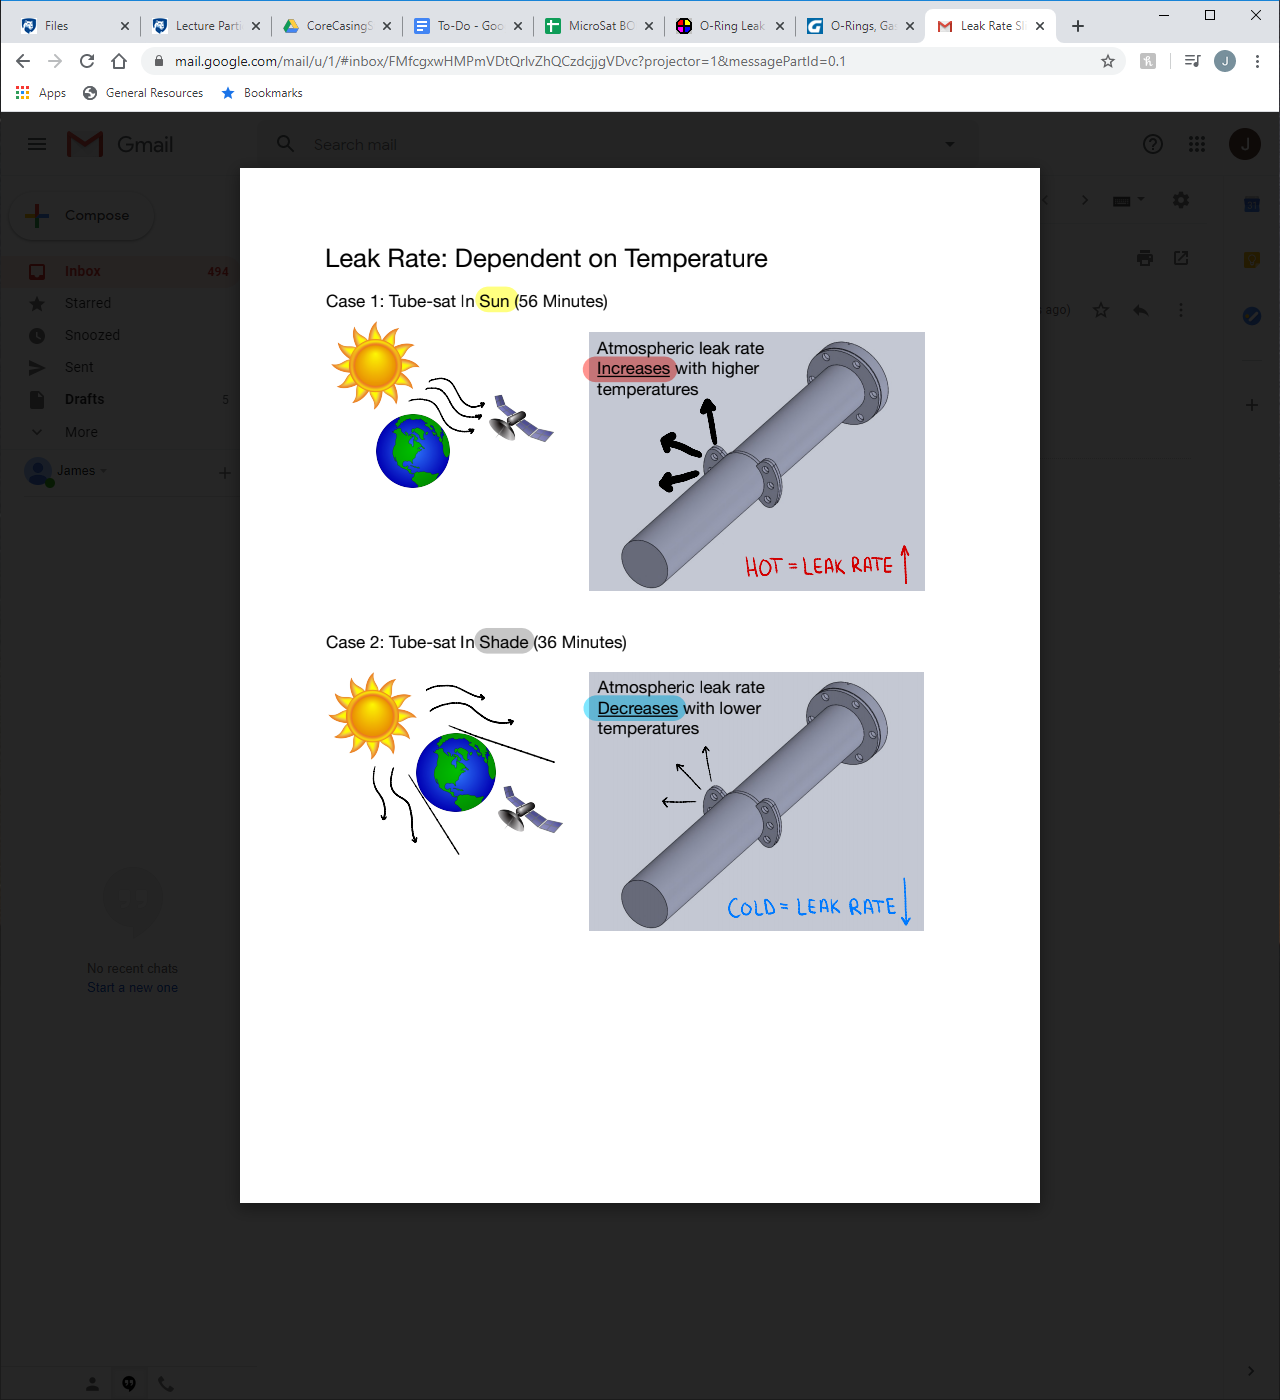 Files
Lecture Parti
CoreCasingS
To-Do - Goo
MicroSat BO
O-Ring Leak
O-Rings, Gas
Leak Rate Sl
mail.google.com/mail/u/1/#inbox/FMfcgxwHMPmVDtQrlvZhQCzdcjjgVDvc?projector=1&messagePartId=0.1
J
Apps
General Resources
Bookmarks
Gmail
Search mail
J
Compose
Inbox 494
Starred
Snoozed
Sent
Drafts 5
More
James
ago)
Leak Rate: Dependent on Temperature
Case 1: Tube-sat In Sun (56 Minutes)
Atmospheric leak rate
Increases with higher
temperatures
HOT = LEAK RATE ↑
Case 2: Tube-sat In Shade (36 Minutes)
Atmospheric leak rate
Decreases with lower
temperatures
COLD = LEAK RATE ↓
No recent chats
Start a new one